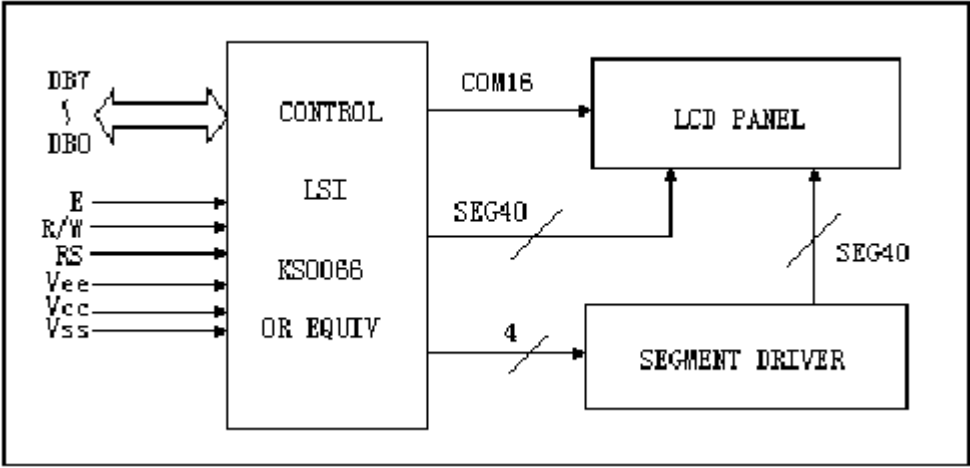 DB7
DB0
E
R/W
RS
Vee
Vcc
Vss
CONTROL
LSI
KS0066
OR EQUIV
COM16
SEG40
4
LCD PANEL
SEG40
SEGMENT DRIVER